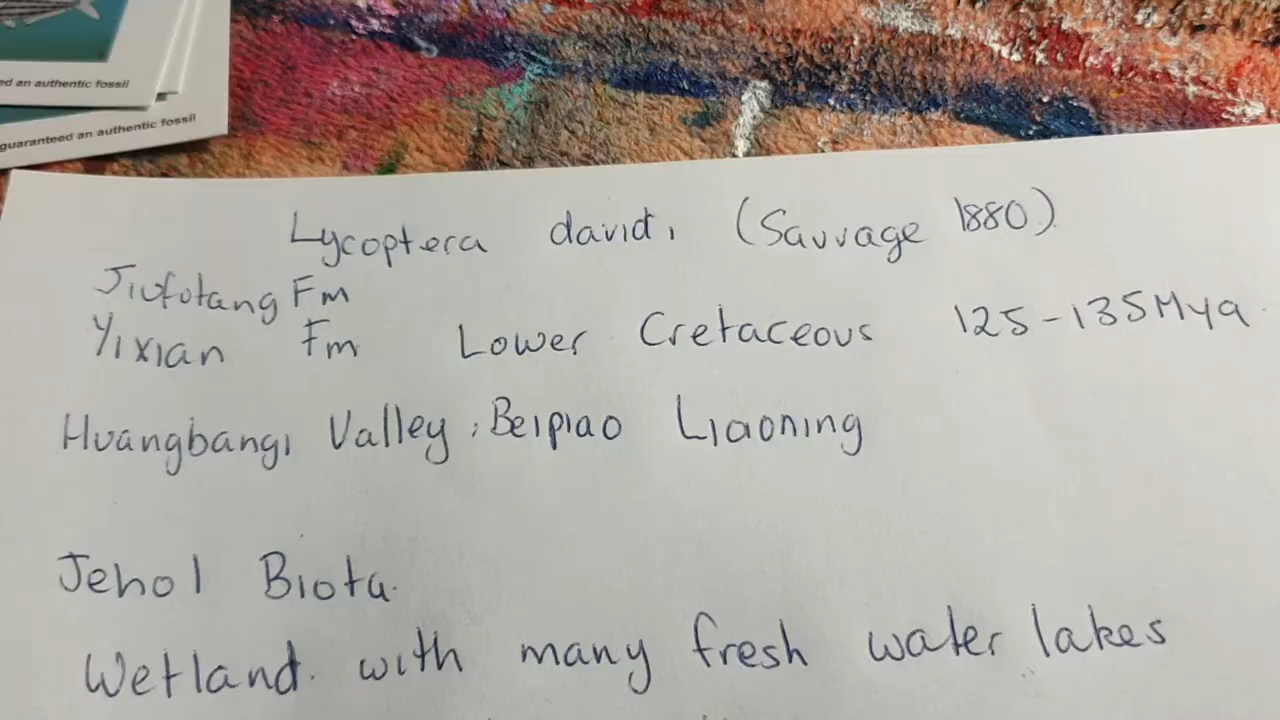 ed an authentic fossil
guaranteed an authentic fossil
Lycoptera davidi (Sauvage 1880)
Jiufotang Fm
Yixian Fm Lower Cretaceous 125-135Mya
Huangbangi Valley, Beipiao Liaoning
Jehol Biota.
Wetland. with many fresh water lakes